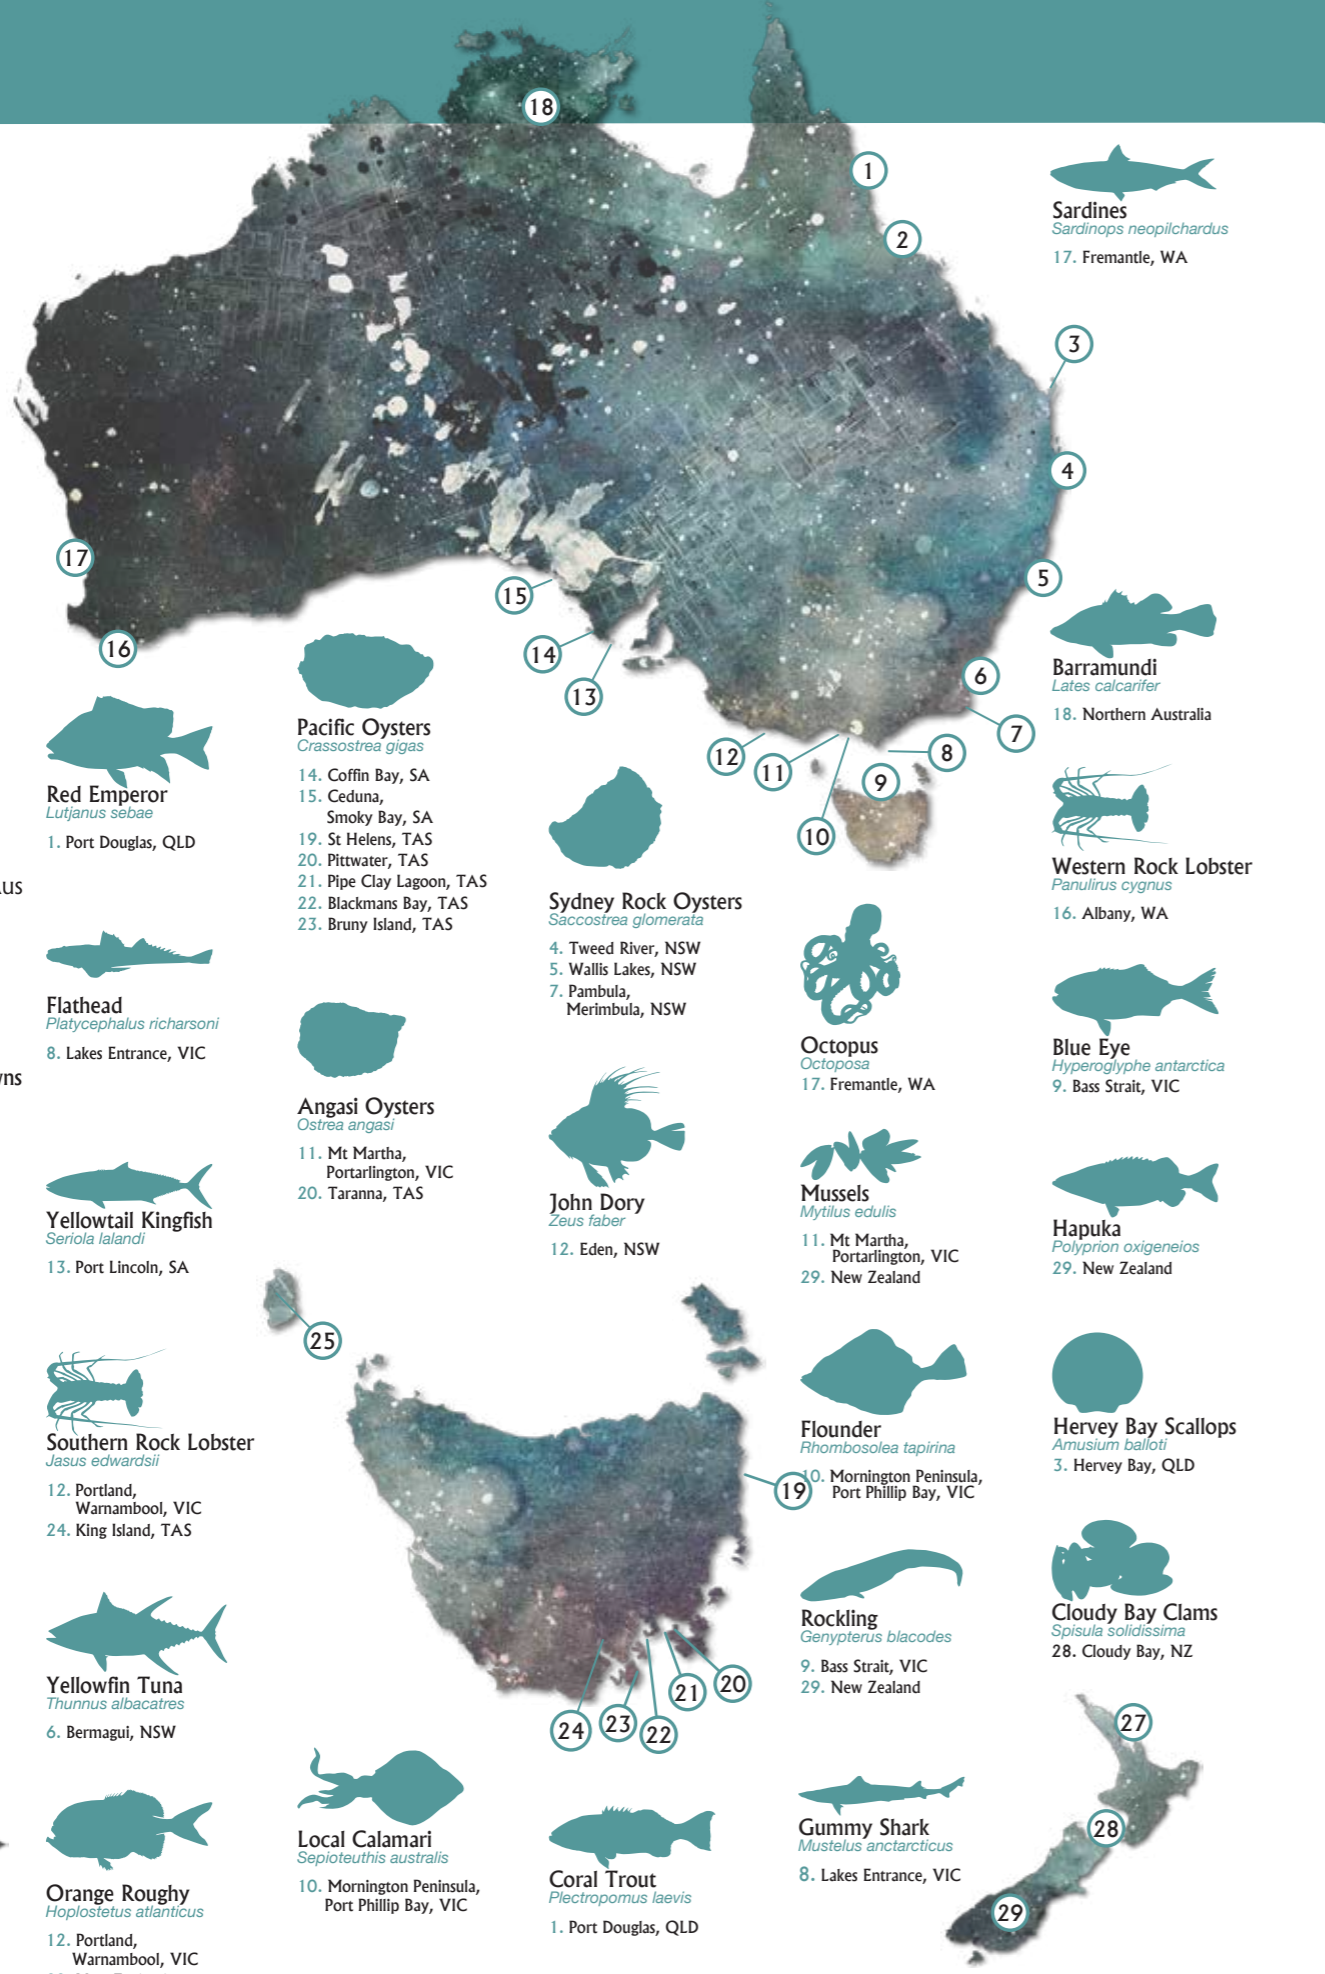 18
1
2
3
4
5
6
7
8
9
10
11
12
13
14
15
16
17
Sardines
Sardinops neopilchardus
17. Fremantle, WA
Barramundi
Lates calcarifer
18. Northern Australia
Red Emperor
Lutjanus sebae
1. Port Douglas, QLD
Pacific Oysters
Crassostrea gigas
14. Coffin Bay, SA
15. Ceduna,
Smoky Bay, SA
19. St Helens, TAS
20. Pittwater, TAS
21. Pipe Clay Lagoon, TAS
22. Blackmans Bay, TAS
23. Bruny Island, TAS
Sydney Rock Oysters
Saccostrea glomerata
4. Tweed River, NSW
5. Wallis Lakes, NSW
7. Pambula,
Merimbula, NSW
Western Rock Lobster
Panulirus cygnus
16. Albany, WA
Flathead
Platycephalus richarsoni
8. Lakes Entrance, VIC
Angasi Oysters
Ostrea angasi
11. Mt Martha,
Portarlington, VIC
20. Taranna, TAS
Octopus
Octoposa
17. Fremantle, WA
Blue Eye
Hyperoglyphe antarctica
9. Bass Strait, VIC
Yellowtail Kingfish
Seriola lalandi
13. Port Lincoln, SA
John Dory
Zeus faber
12. Eden, NSW
Mussels
Mytilus edulis
11. Mt Martha,
Portarlington, VIC
29. New Zealand
Hapuka
Polyprion oxigeneios
29. New Zealand
Southern Rock Lobster
Jasus edwardsii
12. Portland,
Warnambool, VIC
24. King Island, TAS
25
19
20
21
22
23
24
Flounder
Rhombosolea tapirina
10. Mornington Peninsula,
Port Phillip Bay, VIC
Hervey Bay Scallops
Amusium balloti
3. Hervey Bay, QLD
Rockling
Genypterus blacodes
9. Bass Strait, VIC
29. New Zealand
Cloudy Bay Clams
Spisula solidissima
28. Cloudy Bay, NZ
Yellowfin Tuna
Thunnus albacatres
6. Bermagui, NSW
Orange Roughy
Hoplostetus atlanticus
12. Portland,
Warnambool, VIC
Local Calamari
Sepioteuthis australis
10. Mornington Peninsula,
Port Phillip Bay, VIC
Coral Trout
Plectropomus laevis
1. Port Douglas, QLD
Gummy Shark
Mustelus anctarcticus
8. Lakes Entrance, VIC
27
28
29